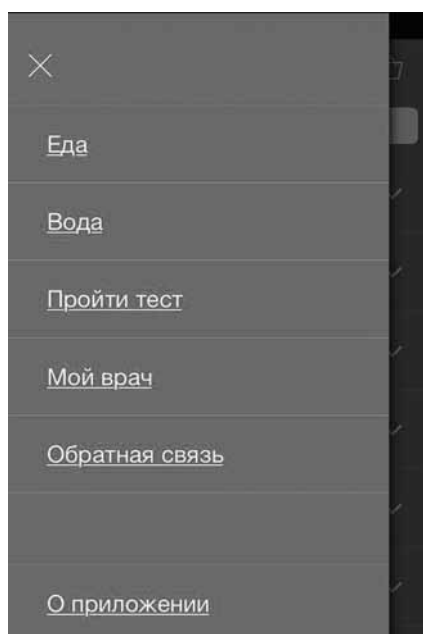 Еда
Вода
Пройти тест
Мой врач
Обратная связь
О приложении